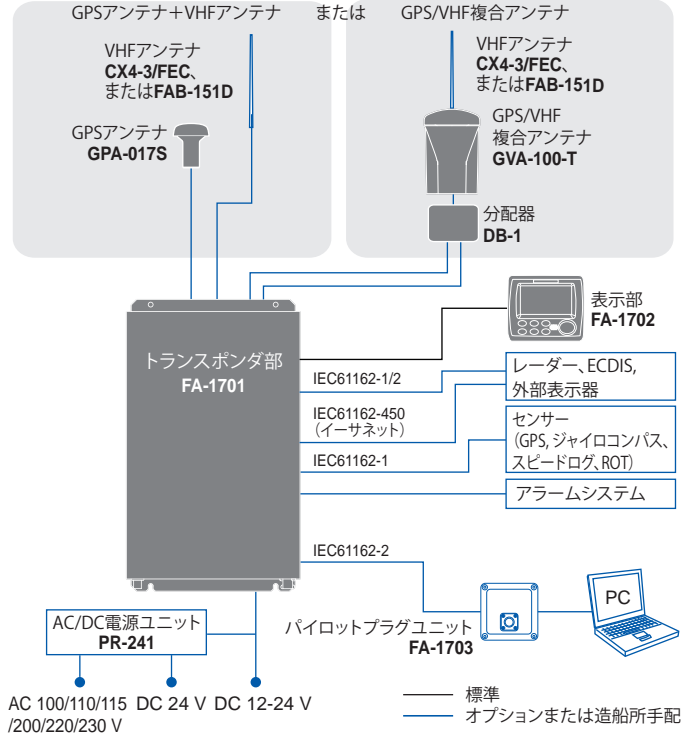 GPSアンテナ＋VHFアンテナ　または　GPS/VHF複合アンテナ
VHFアンテナ
CX4-3/FEC、
またはFAB-151D
GPSアンテナ
GPA-017S
VHFアンテナ
CX4-3/FEC、
またはFAB-151D
GPS/VHF
複合アンテナ
GVA-100-T
分配器
DB-1
表示部
FA-1702
トランスポンダ部
FA-1701
IEC61162-1/2
レーダー、ECDIS,
外部表示器
IEC61162-450
（イーサネット）
IEC61162-1
センサー
（GPS, ジャイロコンパス、
スピードログ、ROT）
アラームシステム
IEC61162-2
PC
パイロットプラグユニット
FA-1703
AC/DC電源ユニット
PR-241
AC 100/110/115
/200/220/230 V
DC 24 V
DC 12-24 V
標準
オプションまたは造船所手配